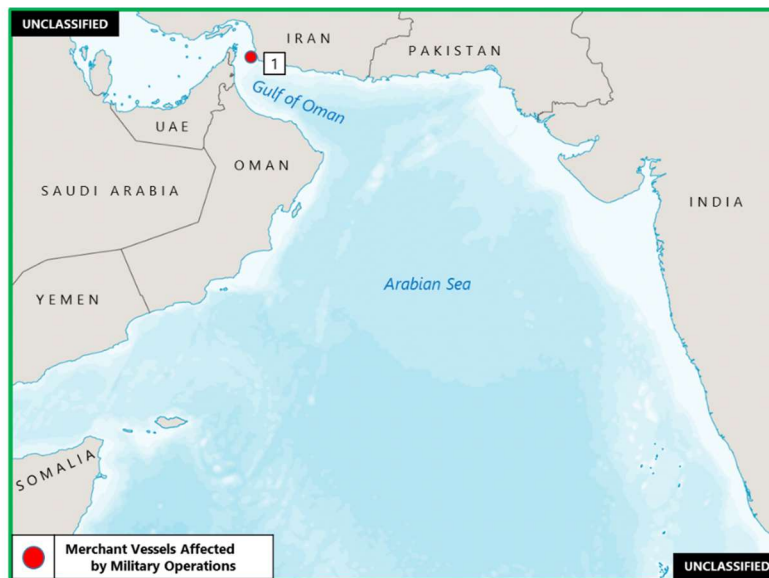 UNCLASSIFIED
IRAN
PAKISTAN
1
Gulf of Oman
UAE
OMAN
SAUDI ARABIA
INDIA
Arabian Sea
YEMEN
SOMALIA
Merchant Vessels Affected
by Military Operations
UNCLASSIFIED